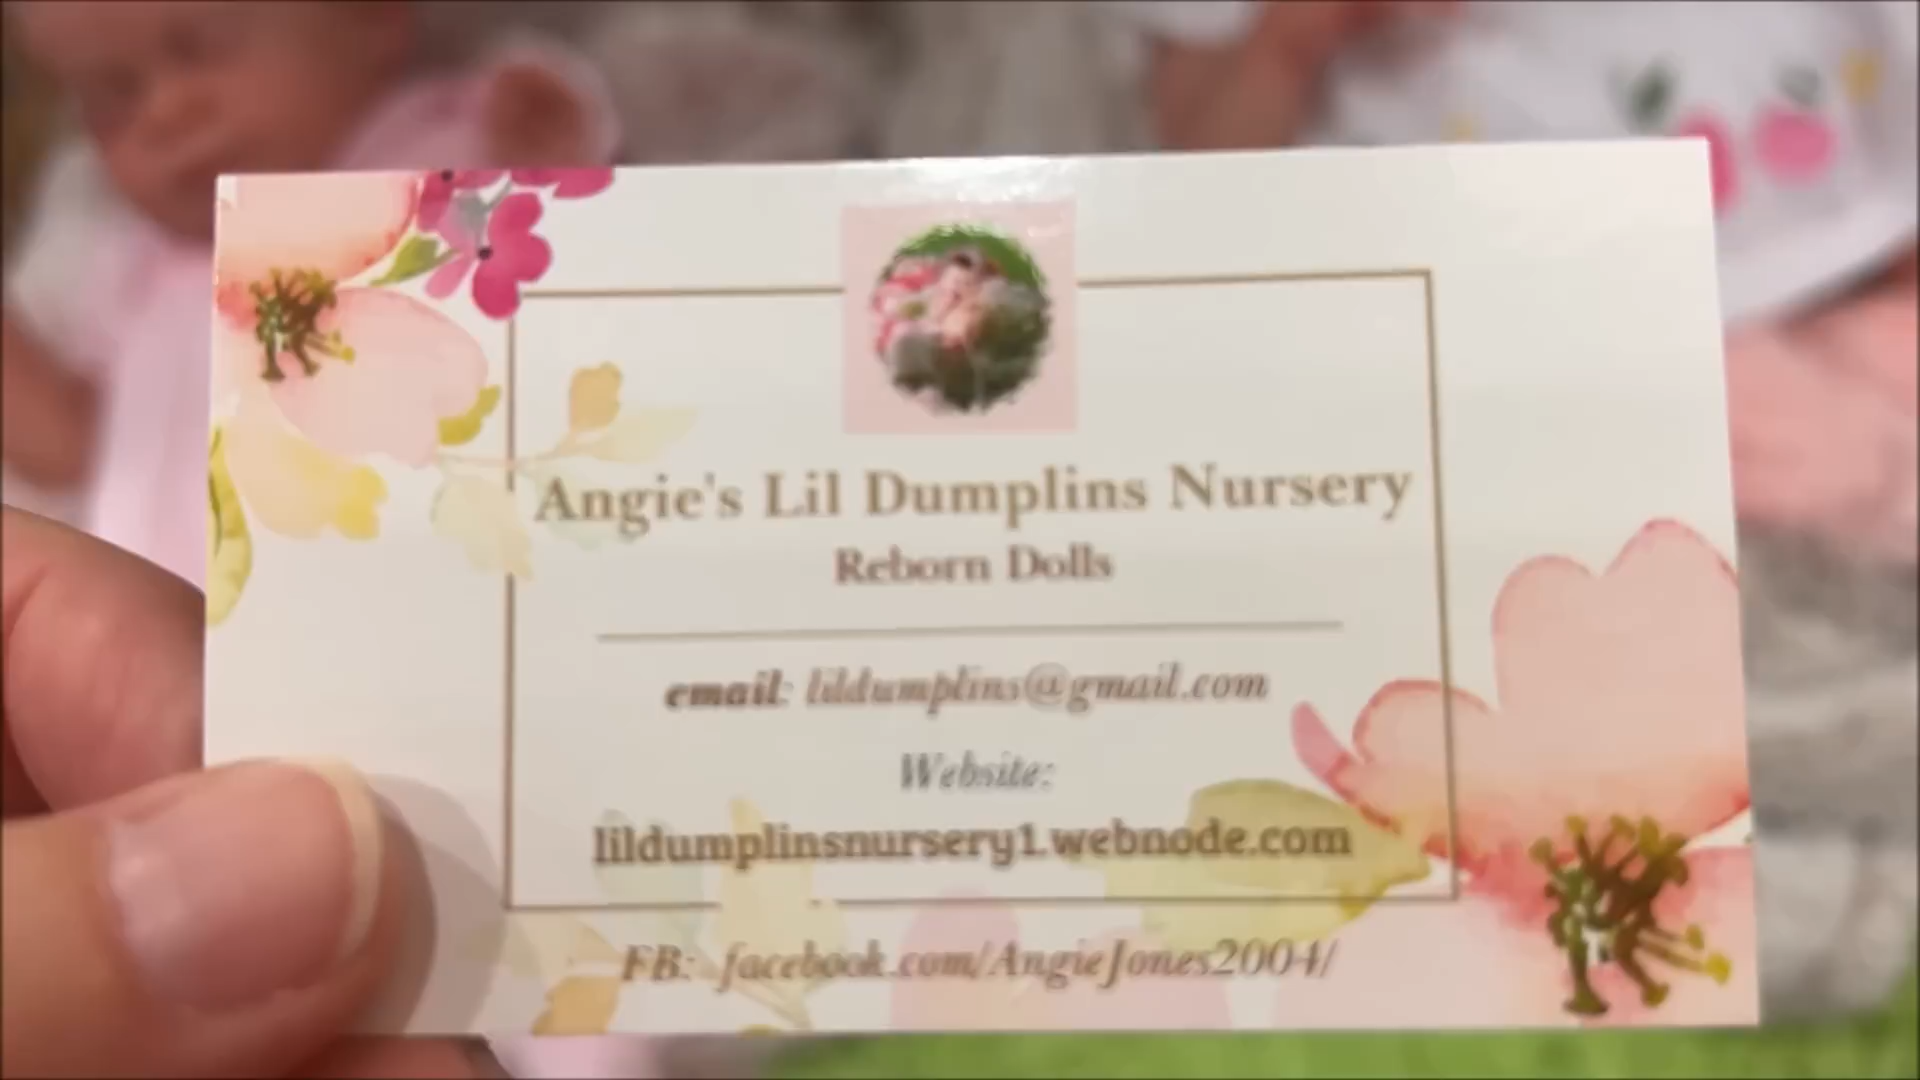 Angie's Lil Dumplins Nursery
Reborn Dolls
email: lildumplins@gmail.com
Website:
lildumplinsnursery1.webnode.com
FB: facebook.com/AngieJones2004/